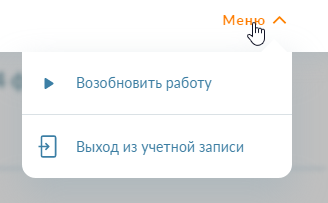 Меню
Возобновить работу
Выход из учетной записи